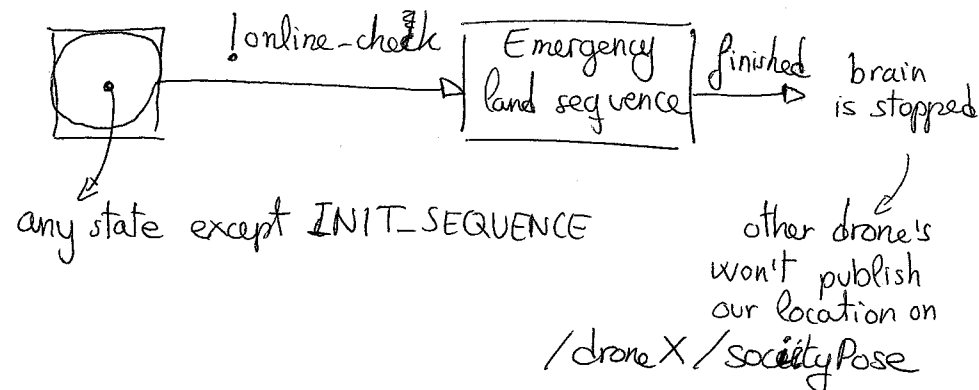 !online-check
Emergency
land sequence
finished
brain
is stopped
any state except INIT_SEQUENCE
other drone's
won't publish
our location on
/droneX/societyPose